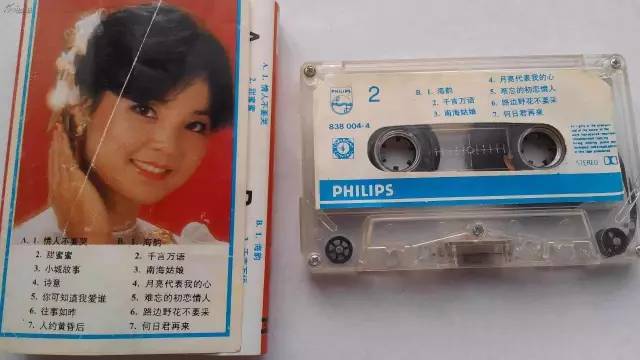 A. 1. 情人不要哭
2. 甜蜜蜜
3. 小城故事
4. 诗意
5. 你可知道我爱谁
6. 往事如昨
7. 人约黄昏后
B. 1. 海韵
2. 千言万语
3. 南海姑娘
4. 月亮代表我的心
5. 难忘的初恋情人
6. 路边野花不要采
7. 何日君再来
A
A. 1. 情人不要哭
2. 甜蜜蜜
B. 1. 海韵
PHILIPS
2
838 004-4
B. 1. 海韵
2. 千言万语
3. 南海姑娘
4. 月亮代表我的心
5. 难忘的初恋情人
6. 路边野花不要采
7. 何日君再来
STEREO
PHILIPS